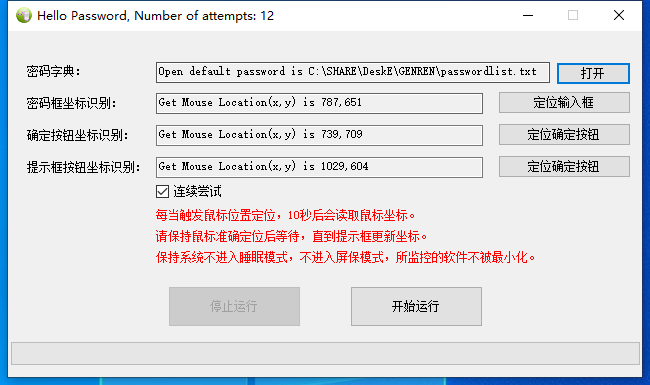 Hello Password, Number of attemps: 12
密码字典： Open default password is C:\SHARE\DeskE\GENREN\passwordlist.txt 打开
密码框坐标识别： Get Mouse Location(x,y) is 787,651 定位输入框
确定按钮坐标识别： Get Mouse Location(x,y) is 739,709 定位确定按钮
提示框按钮坐标识别： Get Mouse Location(x,y) is 1029,604 定位确定按钮
连续尝试
每当触发鼠标位置定位，10秒后会读取鼠标坐标。
请保持鼠标准确定位后等待，直到提示框更新坐标。
保持系统不进入睡眠模式，不进入屏保模式，所监控的软件不被最小化。
停止运行 开始运行